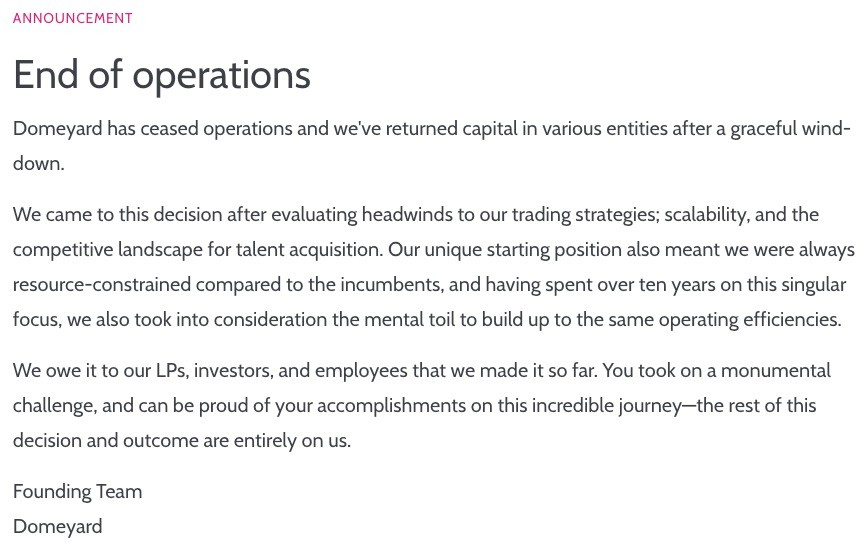 ANNOUNCEMENT
End of operations
Domeyard has ceased operations and we've returned capital in various entities after a graceful wind-
down.
We came to this decision after evaluating headwinds to our trading strategies; scalability, and the
competitive landscape for talent acquisition. Our unique starting position also meant we were always
resource-constrained compared to the incumbents, and having spent over ten years on this singular
focus, we also took into consideration the mental toil to build up to the same operating efficiencies.
We owe it to our LPs, investors, and employees that we made it so far. You took on a monumental
challenge, and can be proud of your accomplishments on this incredible journey—the rest of this
decision and outcome are entirely on us.
Founding Team
Domeyard